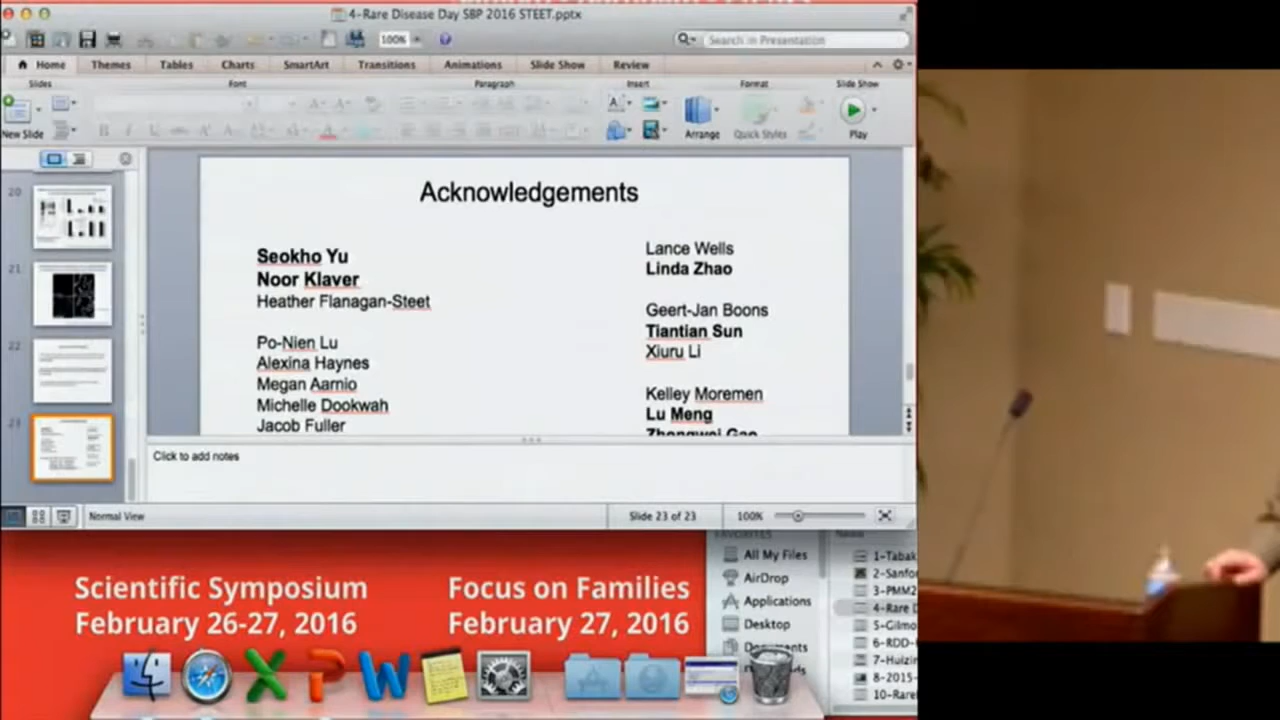 4-Rare Disease Day SBP 2016 STEET.pptx
100%
Search in Presentation
Home
Themes
Tables
Charts
SmartArt
Transitions
Animations
Slide Show
Review
Slides
Font
Paragraph
Insert
Format
Slide Show
New Slide
Arrange
Quick Styles
Play
20
21
22
23
Acknowledgements
Seokho Yu
Noor Klaver
Heather Flanagan-Steet
Po-Nien Lu
Alexina Haynes
Megan Aarnio
Michelle Dookwah
Jacob Fuller
Lance Wells
Linda Zhao
Geert-Jan Boons
Tiantian Sun
Xiuru Li
Kelley Moremen
Lu Meng
Zhongwei Gao
Click to add notes
Normal View
Slide 23 of 23
100%
Scientific Symposium
February 26-27, 2016
Focus on Families
February 27, 2016
FAVORITES
All My Files
AirDrop
Applications
Desktop
Documents
Name
1-Tabak
2-Sanfo
3-PMM2
4-Rare D
5-Gilmo
6-RDD-
7-Huizin
8-2015-
10-Rare